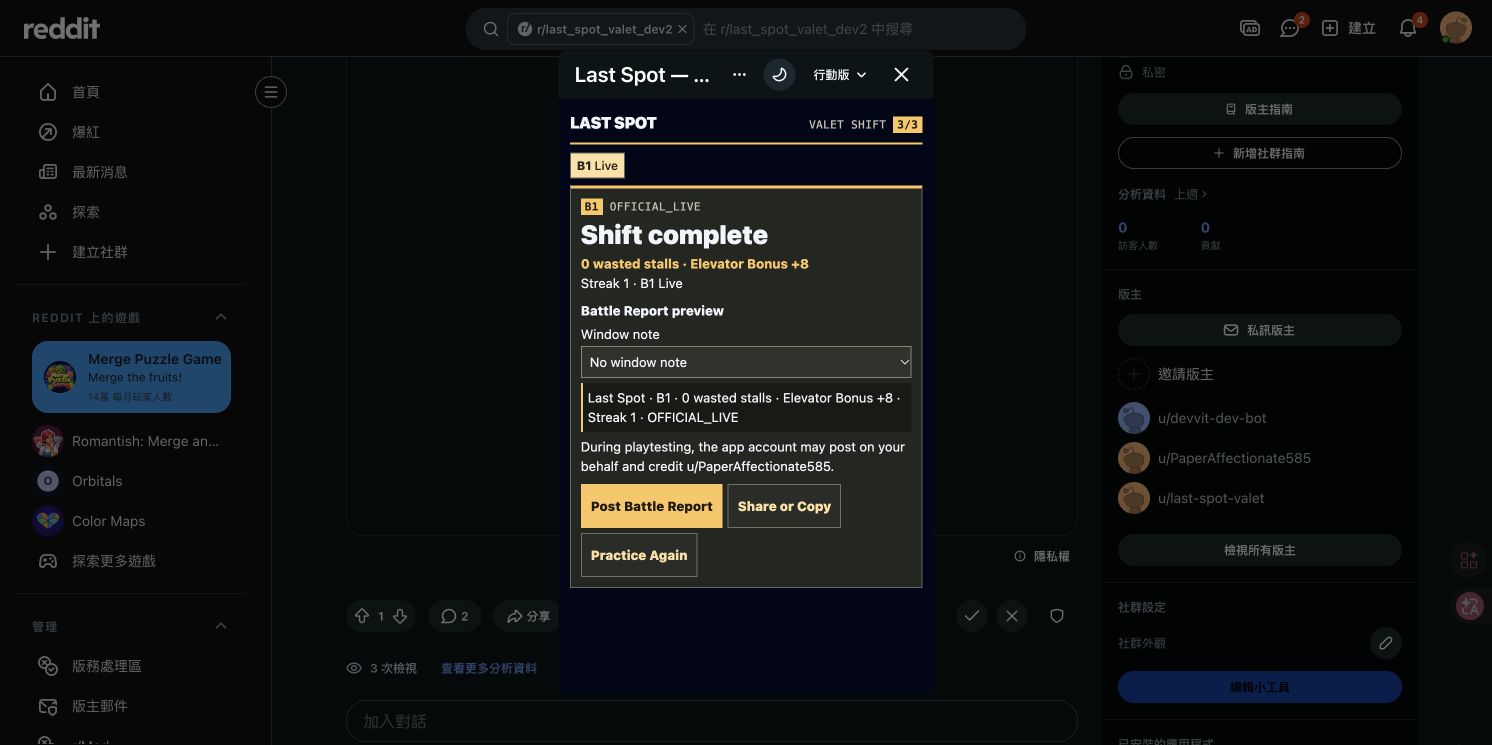 reddit
r/last_spot_valet_dev2
在 r/last_spot_valet_dev2 中搜尋
AD
2
建立
4
首頁
爆紅
最新消息
探索
建立社群
REDDIT 上的遊戲
Merge Puzzle Game
Merge the fruits!
14萬 每月玩家人數
Romantish: Merge an...
Orbitals
Color Maps
探索更多遊戲
管理
版務處理區
版主郵件
r/Mod
Last Spot — ...
行動版
LAST SPOT
VALET SHIFT 3/3
B1 Live
B1 OFFICIAL_LIVE
Shift complete
0 wasted stalls · Elevator Bonus +8
Streak 1 · B1 Live
Battle Report preview
Window note
No window note
Last Spot · B1 · 0 wasted stalls · Elevator Bonus +8 ·
Streak 1 · OFFICIAL_LIVE
During playtesting, the app account may post on your
behalf and credit u/PaperAffectionate585.
Post Battle Report
Share or Copy
Practice Again
隱私權
1
2
分享
3 次檢視
查看更多分析資料
加入對話
私密
版主指南
新增社群指南
分析資料 上週
0
訪客人數
0
貢獻
版主
私訊版主
邀請版主
u/devvit-dev-bot
u/PaperAffectionate585
u/last-spot-valet
檢視所有版主
社群設定
社群外觀
編輯小工具
已安裝的應用程式